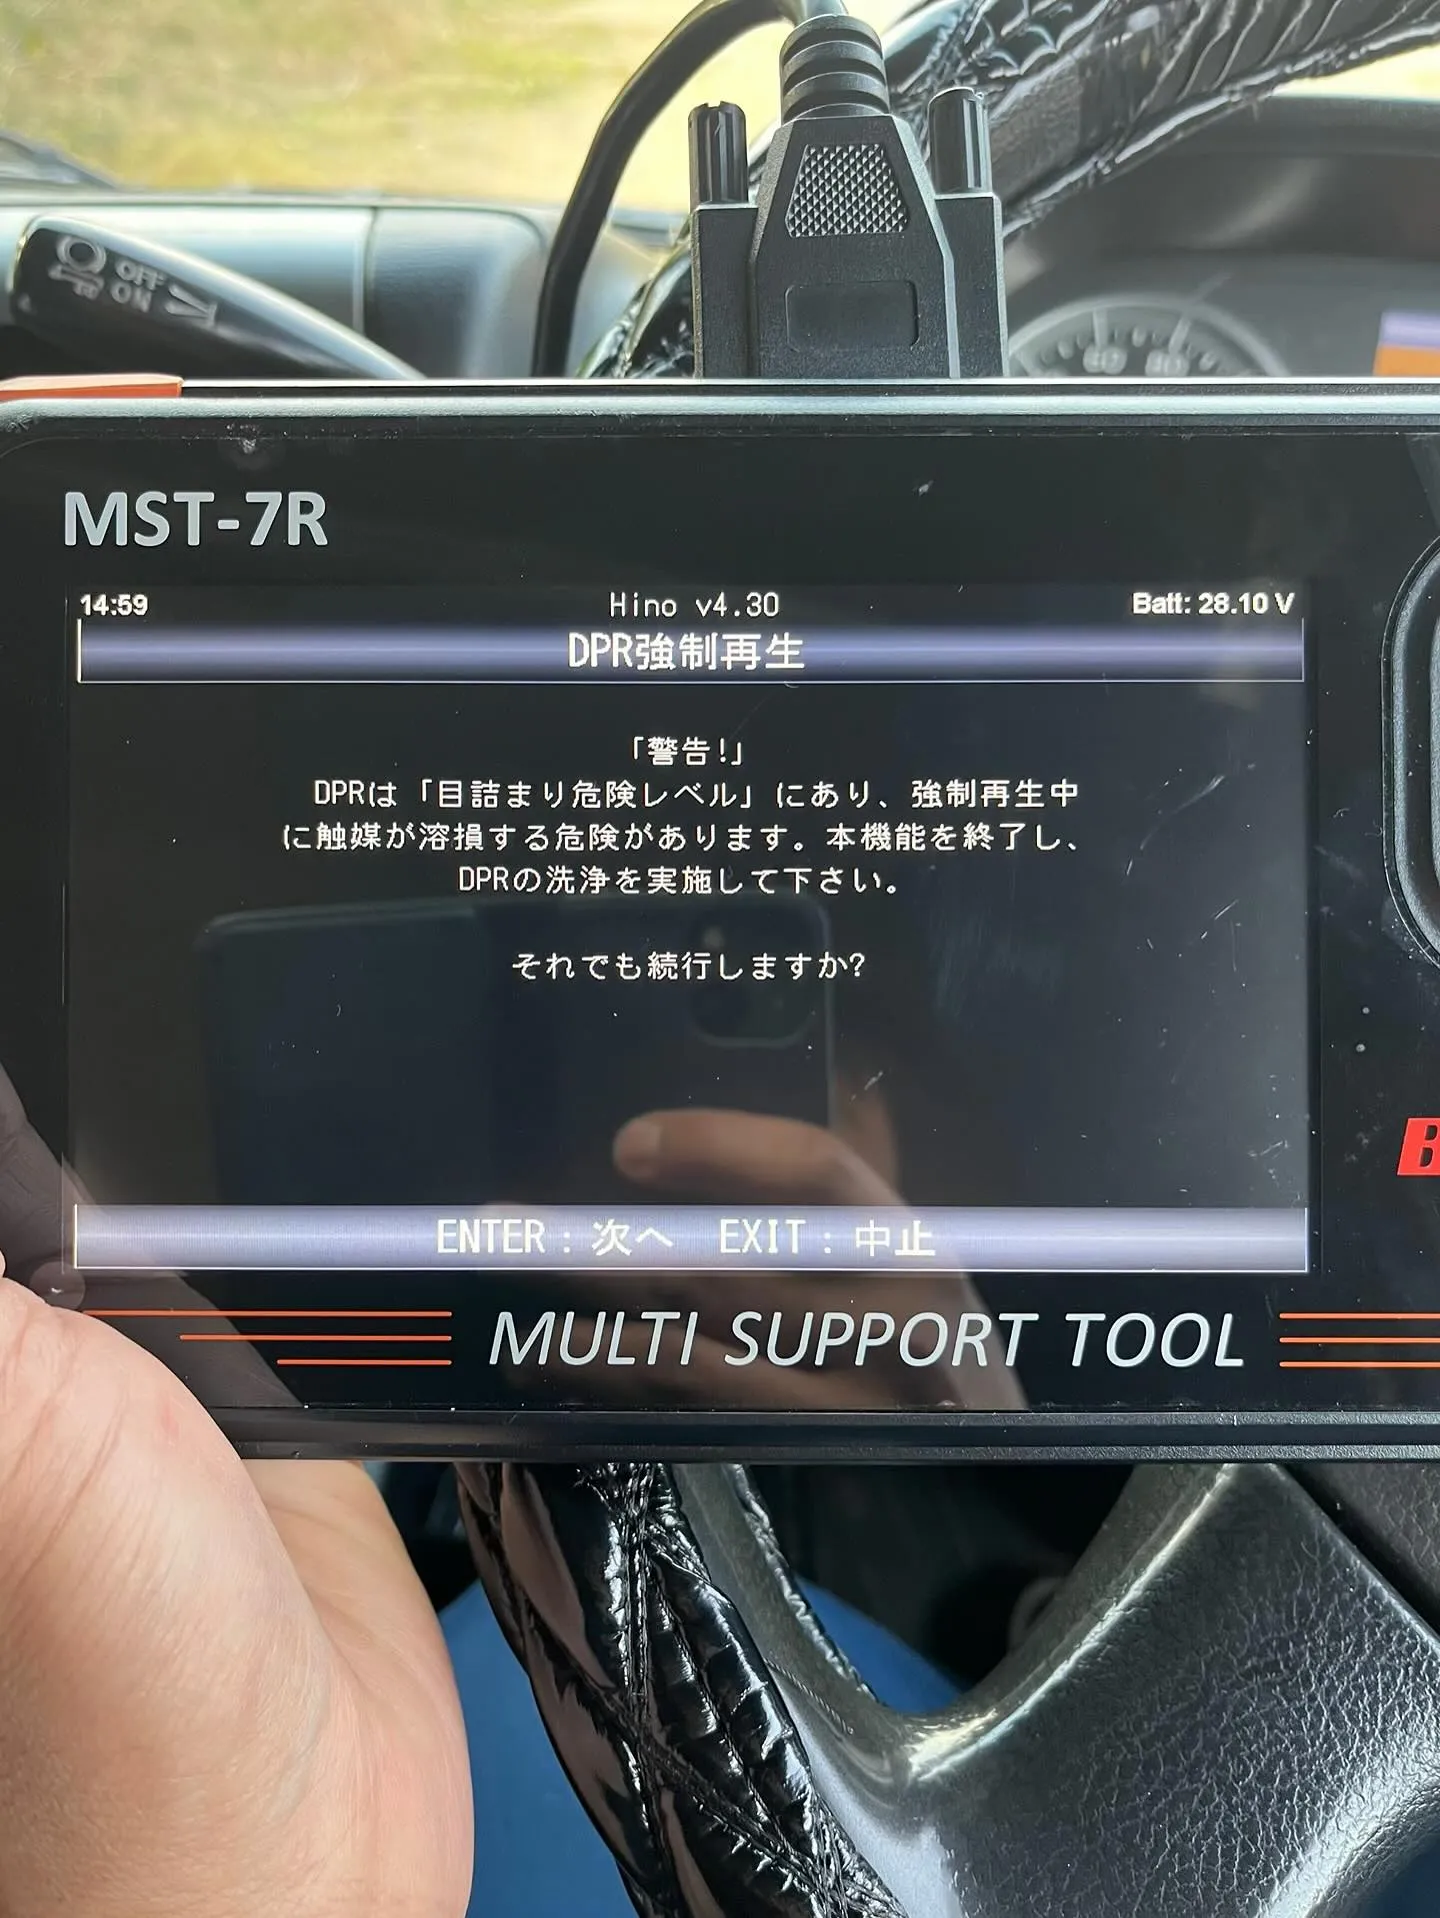 OFF
ON
MST-7R
14:59 Hino v4.30 Batt: 28.10 V
DPR強制再生
「警告!」
DPRは「目詰まり危険レベル」にあり、強制再生中
に触媒が溶損する危険があります。本機能を終了し、
DPRの洗浄を実施して下さい。
それでも続行しますか?
ENTER : 次へ EXIT : 中止
MULTI SUPPORT TOOL